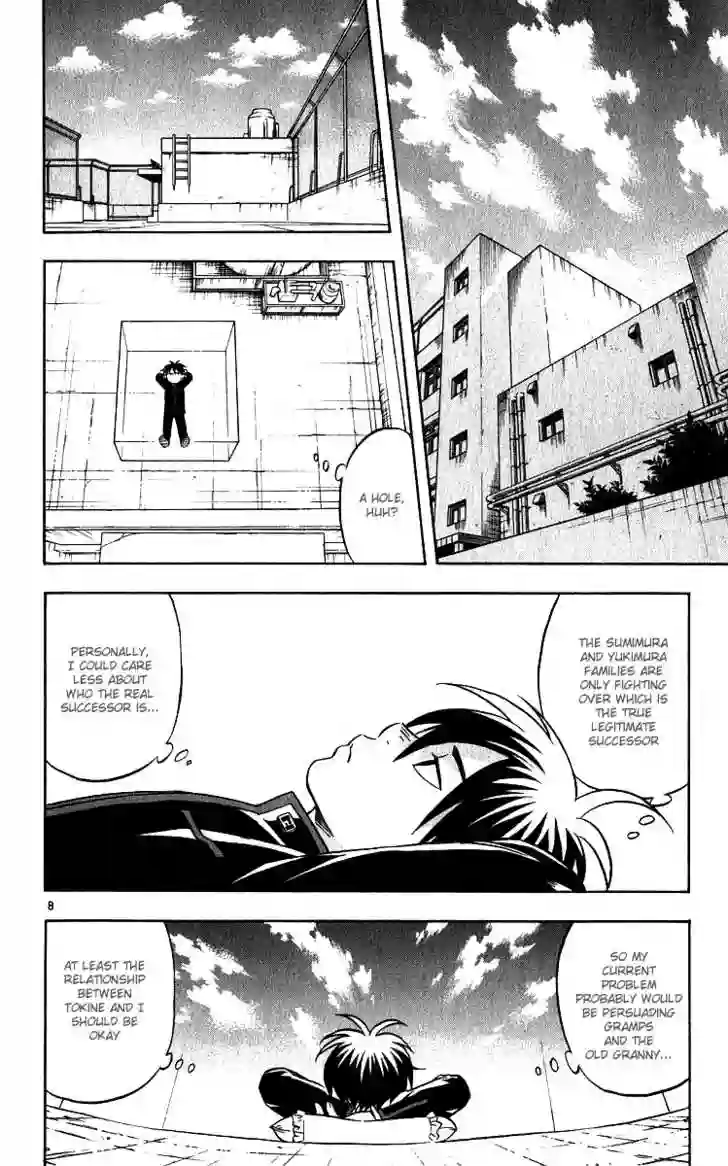 A HOLE,
HUH?
THE SUMIMURA
AND YUKIMURA
FAMILIES ARE
ONLY FIGHTING
OVER WHICH IS
THE TRUE
LEGITIMATE
SUCCESSOR
PERSONALLY,
I COULD CARE
LESS ABOUT
WHO THE REAL
SUCCESSOR IS...
8
SO MY
CURRENT
PROBLEM
PROBABLY WOULD
BE PERSUADING
GRAMPS
AND THE
OLD GRANNY...
AT LEAST THE
RELATIONSHIP
BETWEEN
TOKINE AND I
SHOULD BE
OKAY